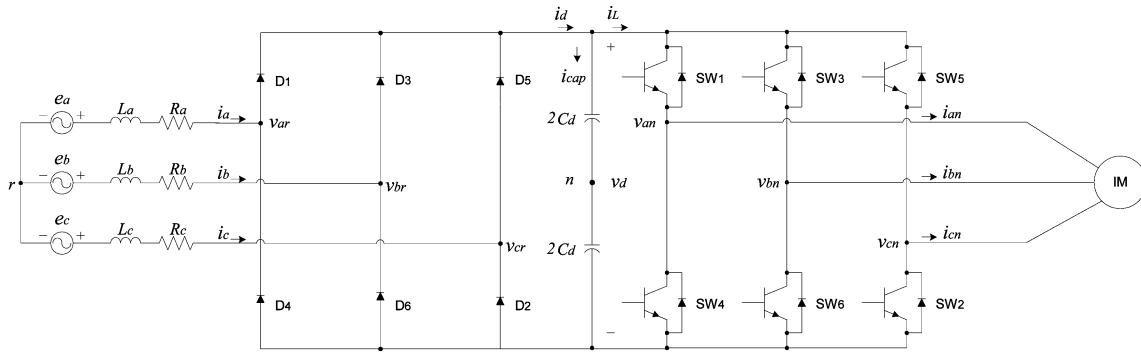 id iL
+
D1 D3 D5 icap SW1 SW3 SW5
ea
− + La Ra ia var 2Cd van ian
eb
r − + Lb Rb ib vbr n vd vbn ibn IM
ec
− + Lc Rc ic vcr 2Cd vcn icn
D4 D6 D2 SW4 SW6 SW2
−